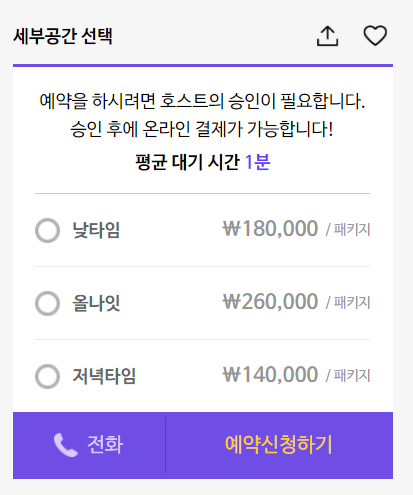 세부공간 선택
예약을 하시려면 호스트의 승인이 필요합니다.
승인 후에 온라인 결제가 가능합니다!
평균 대기 시간 1분
낮타임 ₩180,000 / 패키지
올나잇 ₩260,000 / 패키지
저녁타임 ₩140,000 / 패키지
전화 예약신청하기